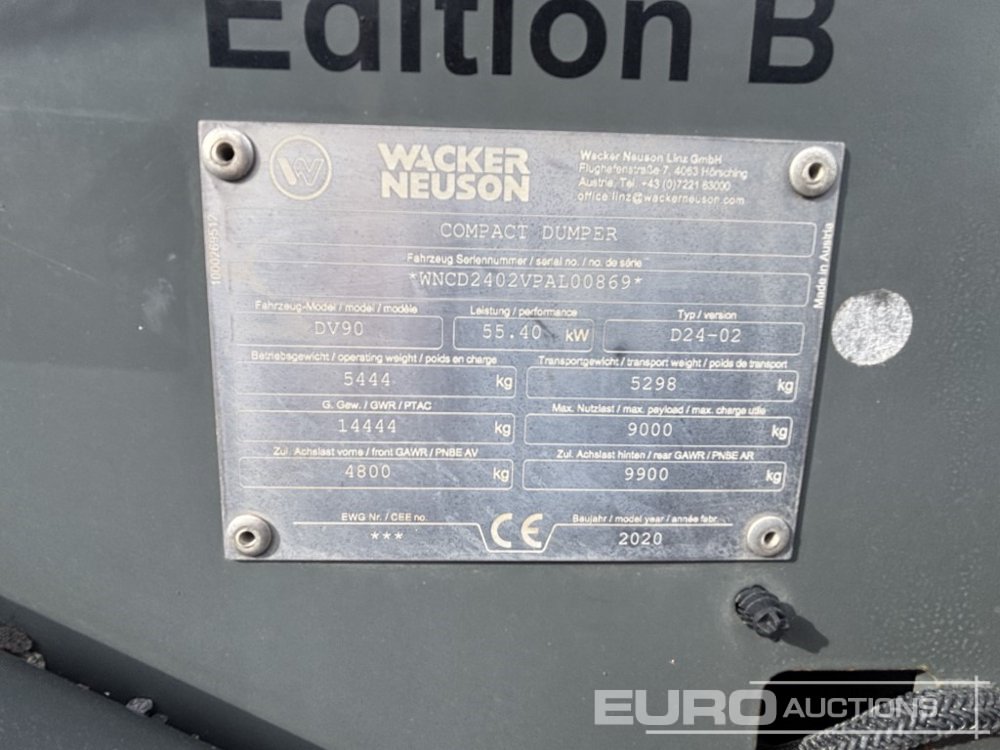 Edition B
WACKER
NEUSON
Wacker Neuson Linz GmbH
Flughafenstraße 7, 4063 Hörsching
Austria, Tel. +43 (0)7221 63000
office.linz@wackerneuson.com
COMPACT DUMPER
Fahrzeug Seriennummer / serial no. / no. de série
*WNCD2402VPAL00869*
Fahrzeug-Model / model / modèle
DV90
Leistung / performance
55.40 kW
Typ / version
D24-02
Betriebsgewicht / operating weight / poids en charge
5444 kg
Transportgewicht / transport weight / poids de transport
5298 kg
G. Gew. / GWR / PTAC
14444 kg
Max. Nutzlast / max. payload / max. charge utile
9000 kg
Zul. Achslast vorne / front GAWR / PNBE AV
4800 kg
Zul. Achslast hinten / rear GAWR / PNBE AR
9900 kg
EWG Nr. / CEE no.
***
CE
Baujahr / model year / année fabr.
2020
1000269512
Made in Austria
EURO AUCTIONS